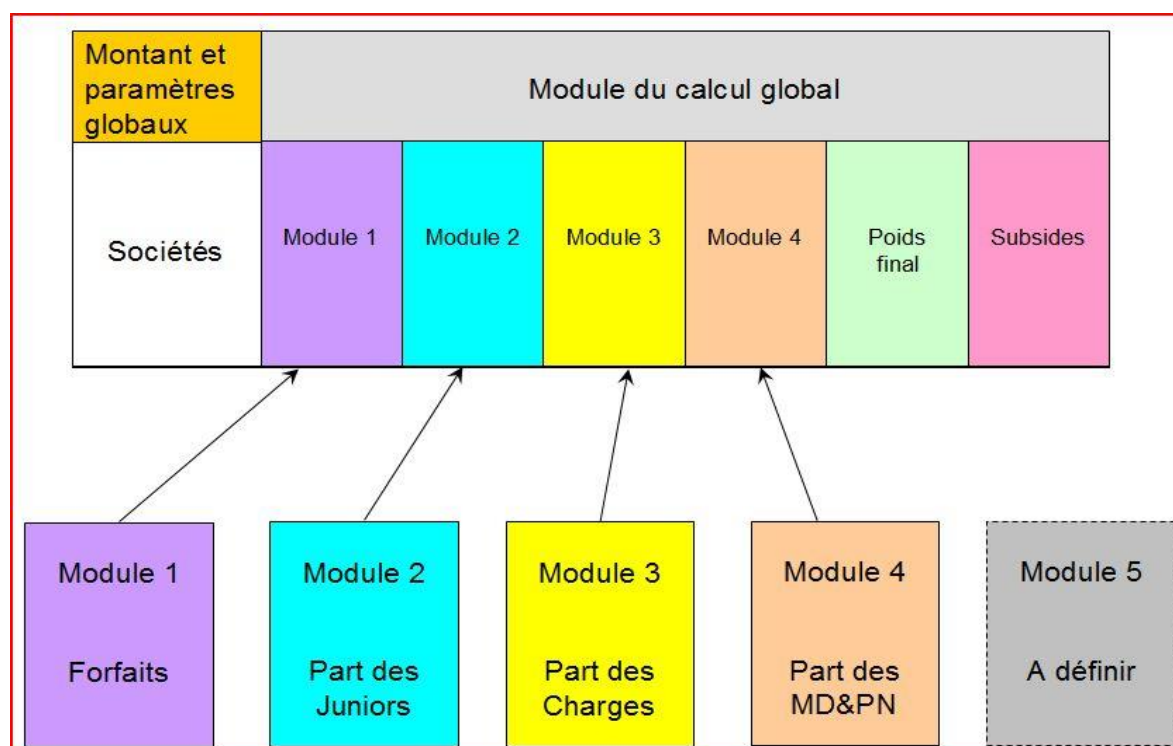 Montant et
paramètres
globaux
Module du calcul global
Sociétés
Module 1
Module 2
Module 3
Module 4
Poids
final
Subsides
Module 1
Forfaits
Module 2
Part des
Juniors
Module 3
Part des
Charges
Module 4
Part des
MD&PN
Module 5
A définir